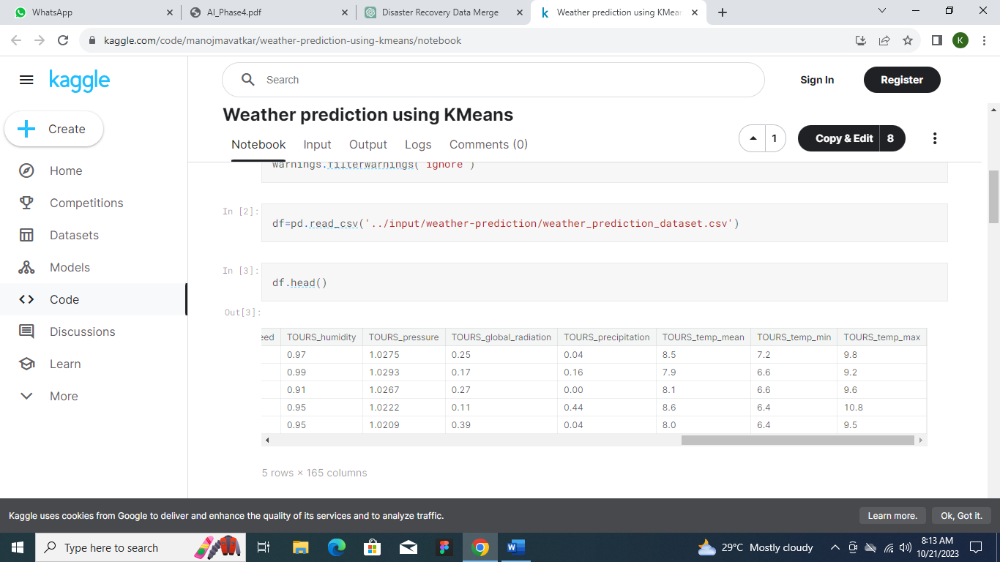 WhatsApp
AI_Phase4.pdf
Disaster Recovery Data Merge
Weather prediction using KMear
kaggle.com/code/manojmavatkar/weather-prediction-using-kmeans/notebook
K
kaggle
Search
Sign In
Register
Create
Weather prediction using KMeans
Notebook
Input
Output
Logs
Comments (0)
1
Copy & Edit
8
Home
Competitions
Datasets
Models
Code
Discussions
Learn
More
warnings.filterwarnings('ignore')
In [2]:
df=pd.read_csv('../input/weather-prediction/weather_prediction_dataset.csv')
In [3]:
df.head()
Out[3]:
eed TOURS_humidity TOURS_pressure TOURS_global_radiation TOURS_precipitation TOURS_temp_mean TOURS_temp_min TOURS_temp_max
0.97 1.0275 0.25 0.04 8.5 7.2 9.8
0.99 1.0293 0.17 0.16 7.9 6.6 9.2
0.91 1.0267 0.27 0.00 8.1 6.6 9.6
0.95 1.0222 0.11 0.44 8.6 6.4 10.8
0.95 1.0209 0.39 0.04 8.0 6.4 9.5
5 rows × 165 columns
Kaggle uses cookies from Google to deliver and enhance the quality of its services and to analyze traffic.
Learn more.
Ok, Got it.
Type here to search
29°C Mostly cloudy
8:13 AM
10/21/2023